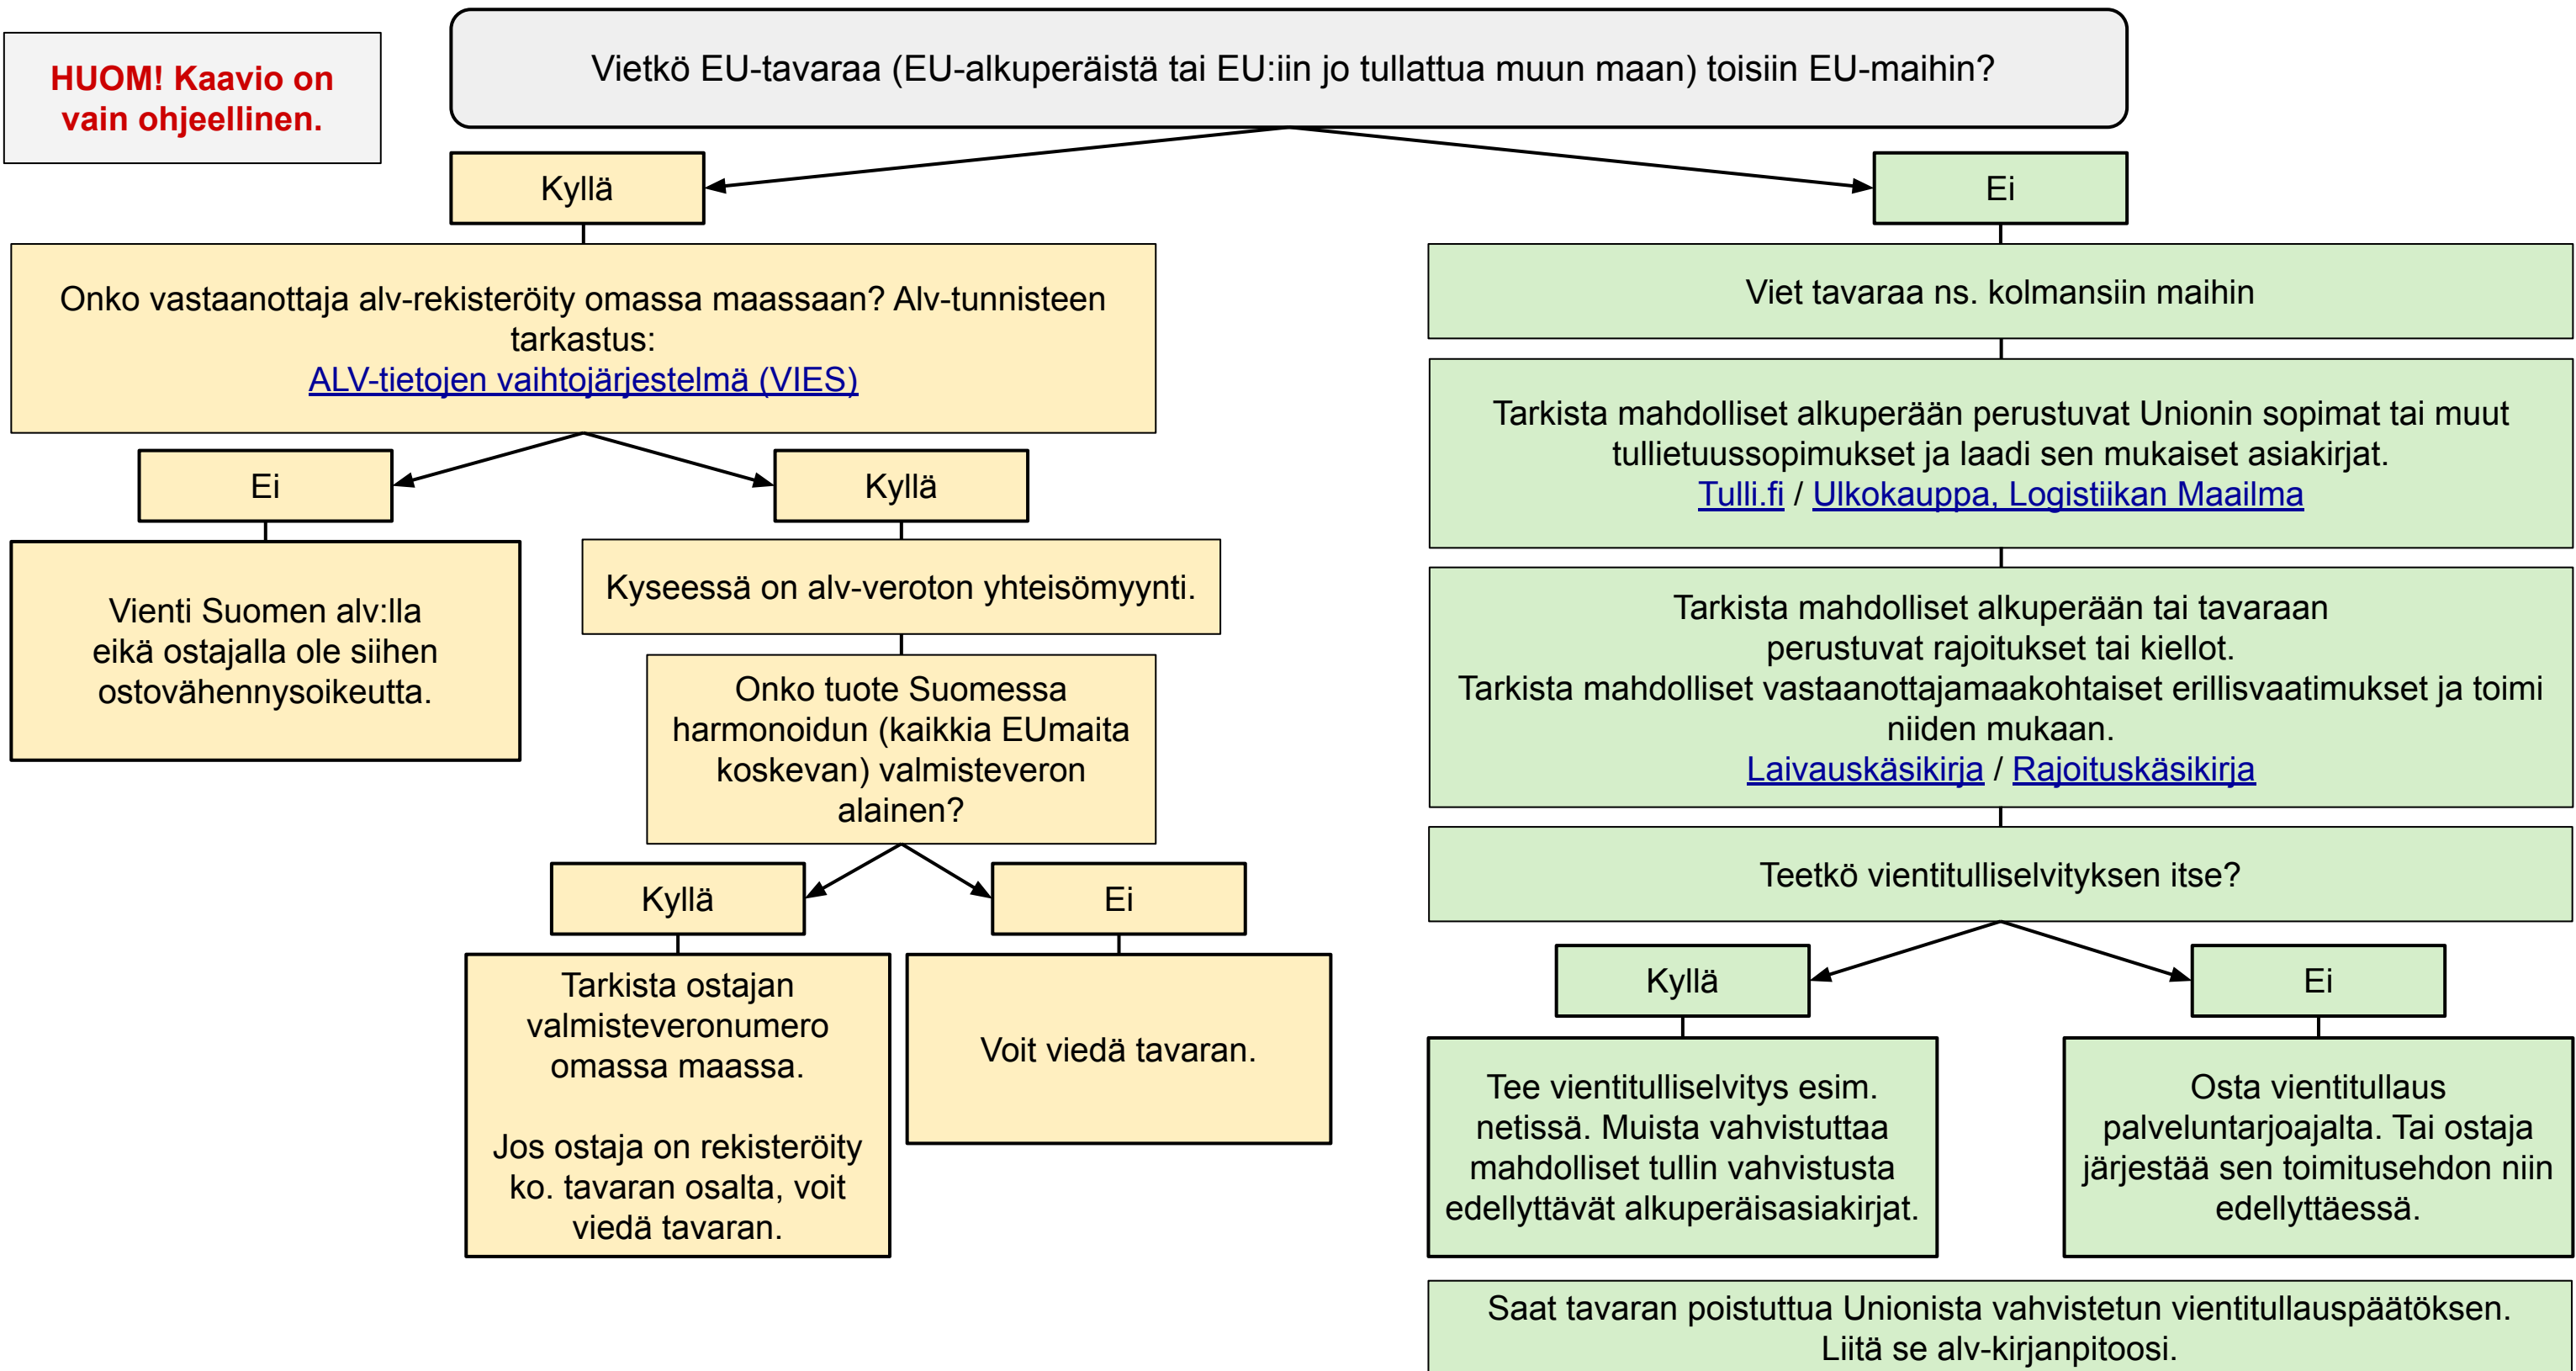 HUOM! Kaavio on
vain ohjeellinen.
Vietkö EU-tavaraa (EU-alkuperäistä tai EU:iin jo tullattua muun maan) toisiin EU-maihin?
Kyllä
Ei
Onko vastaanottaja alv-rekisteröity omassa maassaan? Alv-tunnisteen
tarkastus:
ALV-tietojen vaihtojärjestelmä (VIES)
Ei
Kyllä
Vienti Suomen alv:lla
eikä ostajalla ole siihen
ostovähennysoikeutta.
Kyseessä on alv-veroton yhteisömyynti.
Onko tuote Suomessa
harmonoidun (kaikkia EUmaita
koskevan) valmisteveron
alainen?
Kyllä
Ei
Tarkista ostajan
valmisteveronumero
omassa maassa.
Jos ostaja on rekisteröity
ko. tavaran osalta, voit
viedä tavaran.
Voit viedä tavaran.
Viet tavaraa ns. kolmansiin maihin
Tarkista mahdolliset alkuperään perustuvat Unionin sopimat tai muut
tullietuussopimukset ja laadi sen mukaiset asiakirjat.
Tulli.fi / Ulkokauppa, Logistiikan Maailma
Tarkista mahdolliset alkuperään tai tavaraan
perustuvat rajoitukset tai kiellot.
Tarkista mahdolliset vastaanottajamaakohtaiset erillisvaatimukset ja toimi
niiden mukaan.
Laivauskäsikirja / Rajoituskäsikirja
Teetkö vientitulliselvityksen itse?
Kyllä
Ei
Tee vientitulliselvitys esim.
netissä. Muista vahvistuttaa
mahdolliset tullin vahvistusta
edellyttävät alkuperäisasiakirjat.
Osta vientitullaus
palveluntarjoajalta. Tai ostaja
järjestää sen toimitusehdon niin
edellyttäessä.
Saat tavaran poistuttua Unionista vahvistetun vientitullauspäätöksen.
Liitä se alv-kirjanpitoosi.